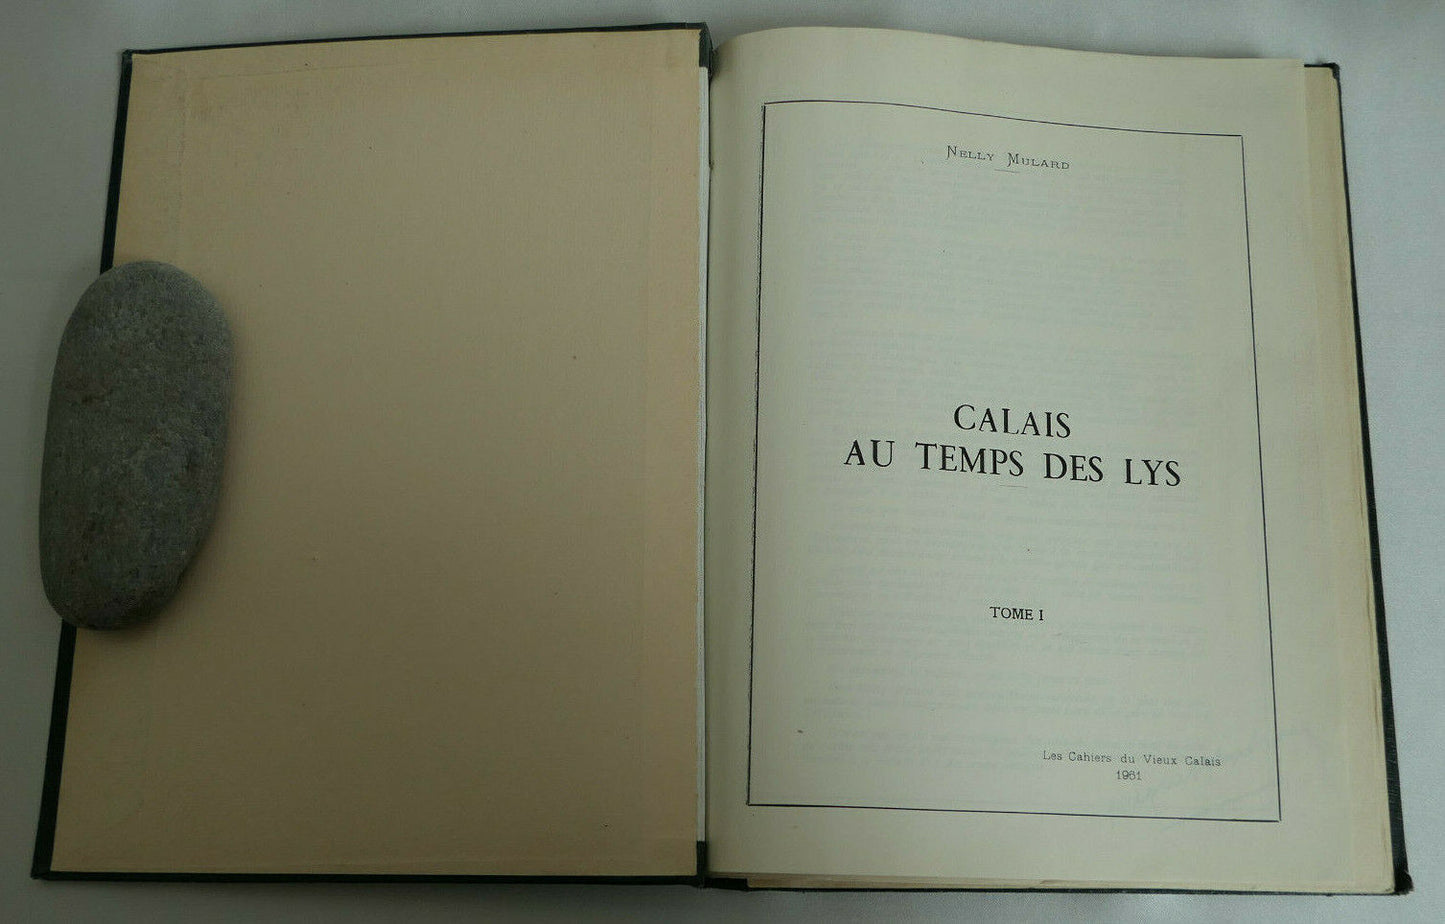 Nelly Mulard
CALAIS
AU TEMPS DES LYS
TOME I
Les Cahiers du Vieux Calais
1961